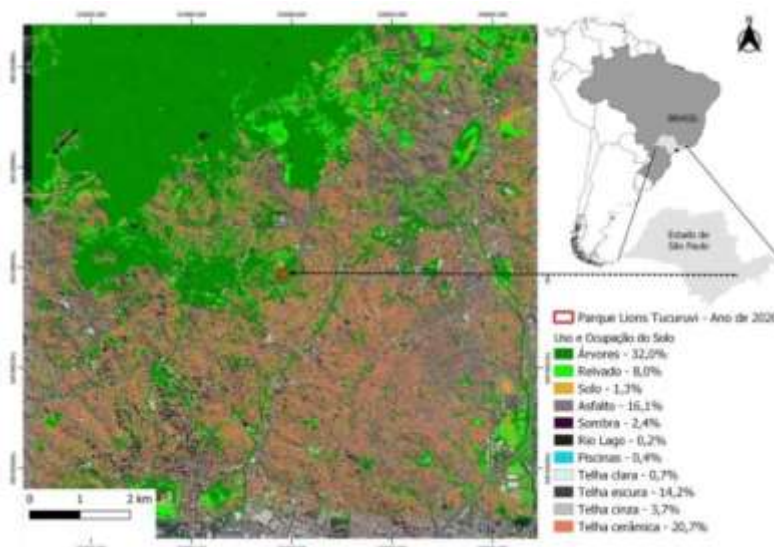 N
BRASIL
Estado de
São Paulo
Parque Lions Tucuruvi - Ano de 2020
Uso e Ocupação do Solo
Árvores - 32,0%
Relvado - 8,0%
Solo - 1,3%
Asfalto - 16,1%
Sombra - 2,4%
Rio Lago - 0,2%
Piscinas - 0,4%
Telha clara - 0,7%
Telha escura - 14,2%
Telha cinza - 3,7%
Telha cerâmica - 20,7%
0 1 2 km